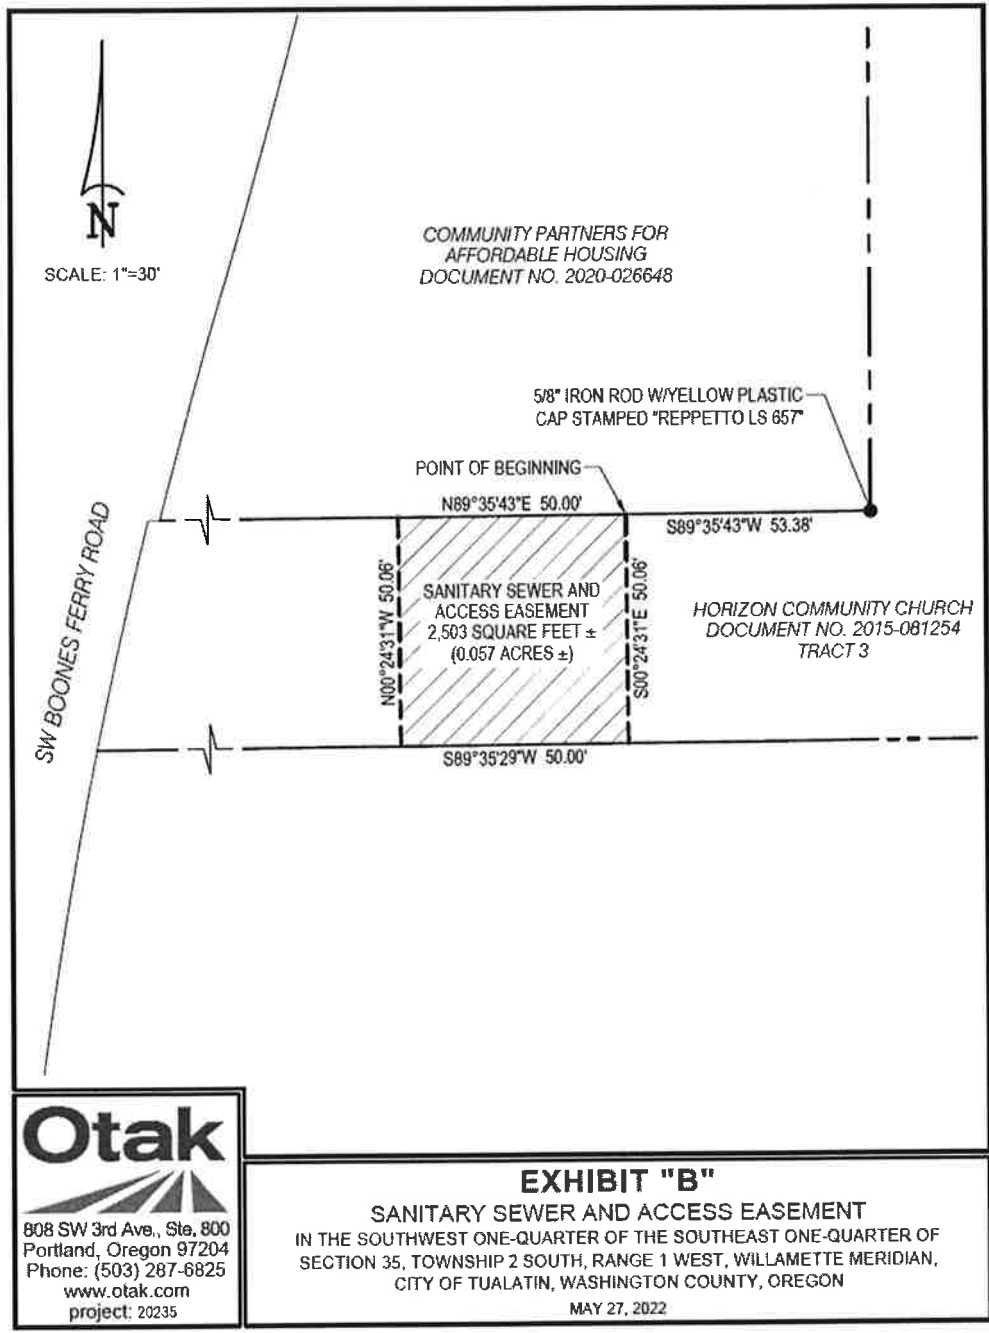 N
SCALE: 1"=30'
COMMUNITY PARTNERS FOR
AFFORDABLE HOUSING
DOCUMENT NO. 2020-026648
5/8" IRON ROD W/YELLOW PLASTIC
CAP STAMPED "REPPETTO LS 657"
POINT OF BEGINNING
N89°35'43"E 50.00'
S89°35'43"W 53.38'
SW BOONES FERRY ROAD
N00°24'31"W 50.06'
SANITARY SEWER AND
ACCESS EASEMENT
2,503 SQUARE FEET ±
(0.057 ACRES ±)
S00°24'31"E 50.06'
HORIZON COMMUNITY CHURCH
DOCUMENT NO. 2015-081254
TRACT 3
S89°35'29"W 50.00'
Otak
808 SW 3rd Ave., Ste. 800
Portland, Oregon 97204
Phone: (503) 287-6825
www.otak.com
project: 20235
EXHIBIT "B"
SANITARY SEWER AND ACCESS EASEMENT
IN THE SOUTHWEST ONE-QUARTER OF THE SOUTHEAST ONE-QUARTER OF
SECTION 35, TOWNSHIP 2 SOUTH, RANGE 1 WEST, WILLAMETTE MERIDIAN,
CITY OF TUALATIN, WASHINGTON COUNTY, OREGON
MAY 27, 2022